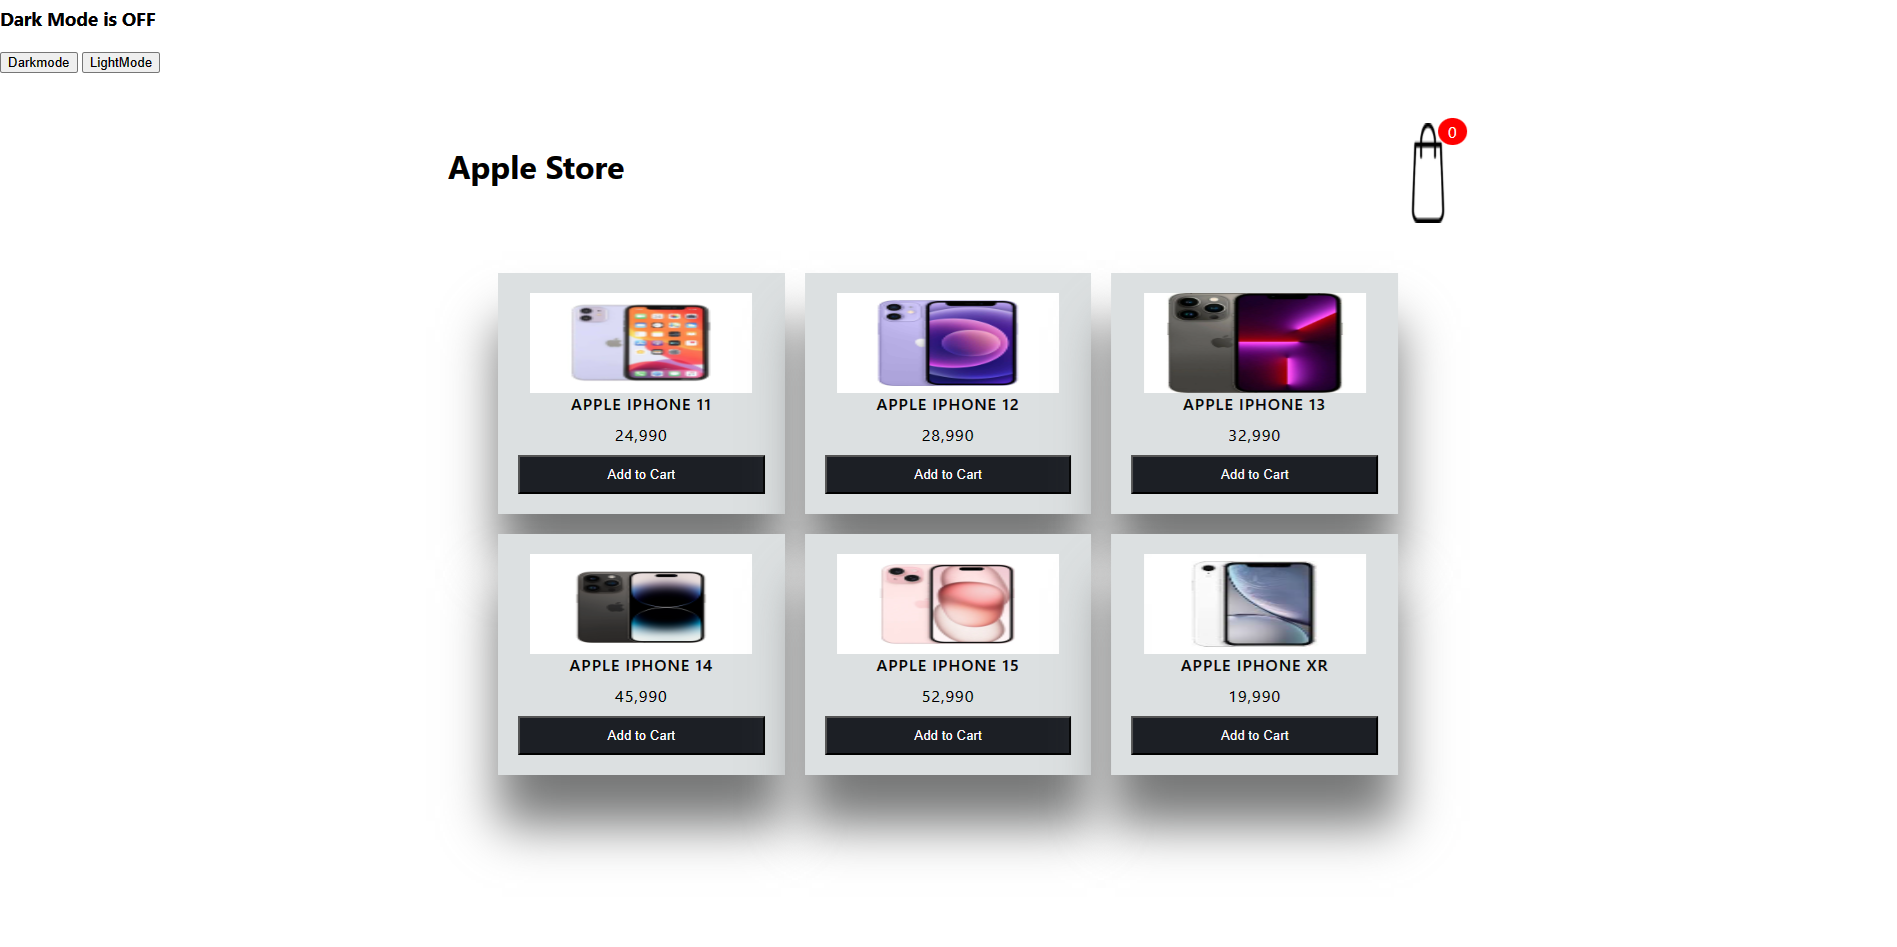 Dark Mode is OFF
Darkmode LightMode
0
Apple Store
APPLE IPHONE 11
24,990
Add to Cart
APPLE IPHONE 12
28,990
Add to Cart
APPLE IPHONE 13
32,990
Add to Cart
APPLE IPHONE 14
45,990
Add to Cart
APPLE IPHONE 15
52,990
Add to Cart
APPLE IPHONE XR
19,990
Add to Cart